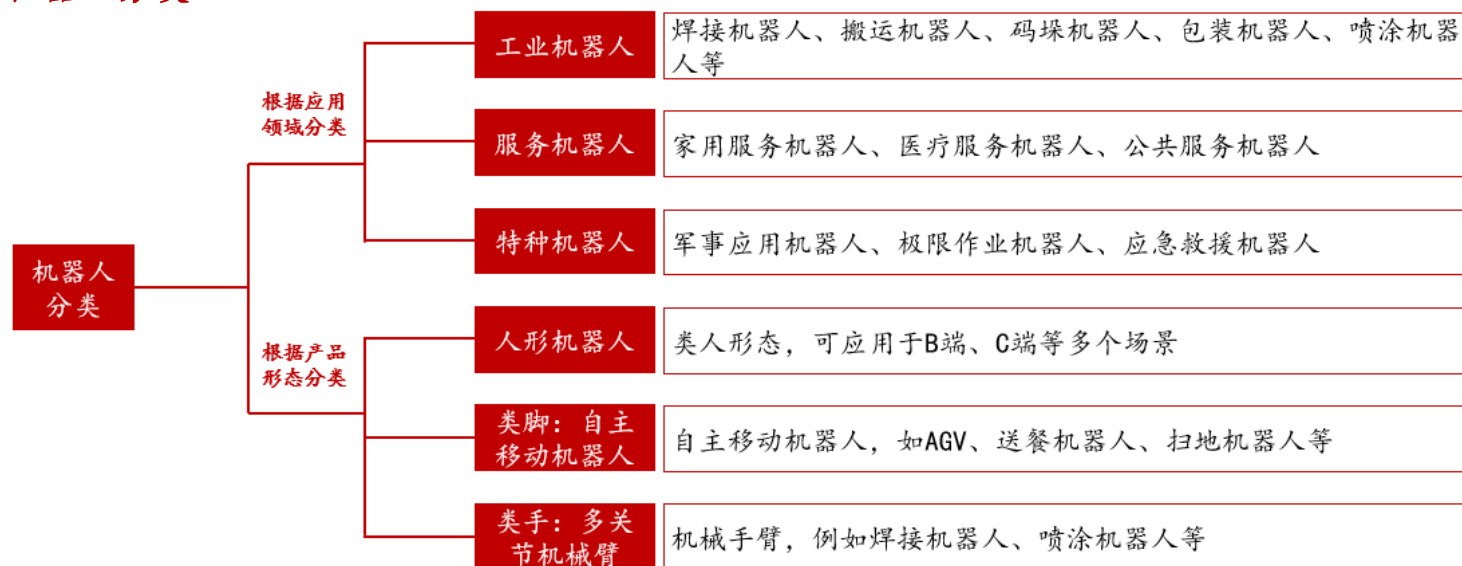 工业机器人
焊接机器人、搬运机器人、码垛机器人、包装机器人、喷涂机器
人等
根据应用
领域分类
服务机器人
家用服务机器人、医疗服务机器人、公共服务机器人
特种机器人
军事应用机器人、极限作业机器人、应急救援机器人
机器人
分类
人形机器人
类人形态，可应用于B端、C端等多个场景
根据产品
形态分类
类脚：自主
移动机器人
自主移动机器人，如AGV、送餐机器人、扫地机器人等
类手：多关
节机械臂
机械手臂，例如焊接机器人、喷涂机器人等